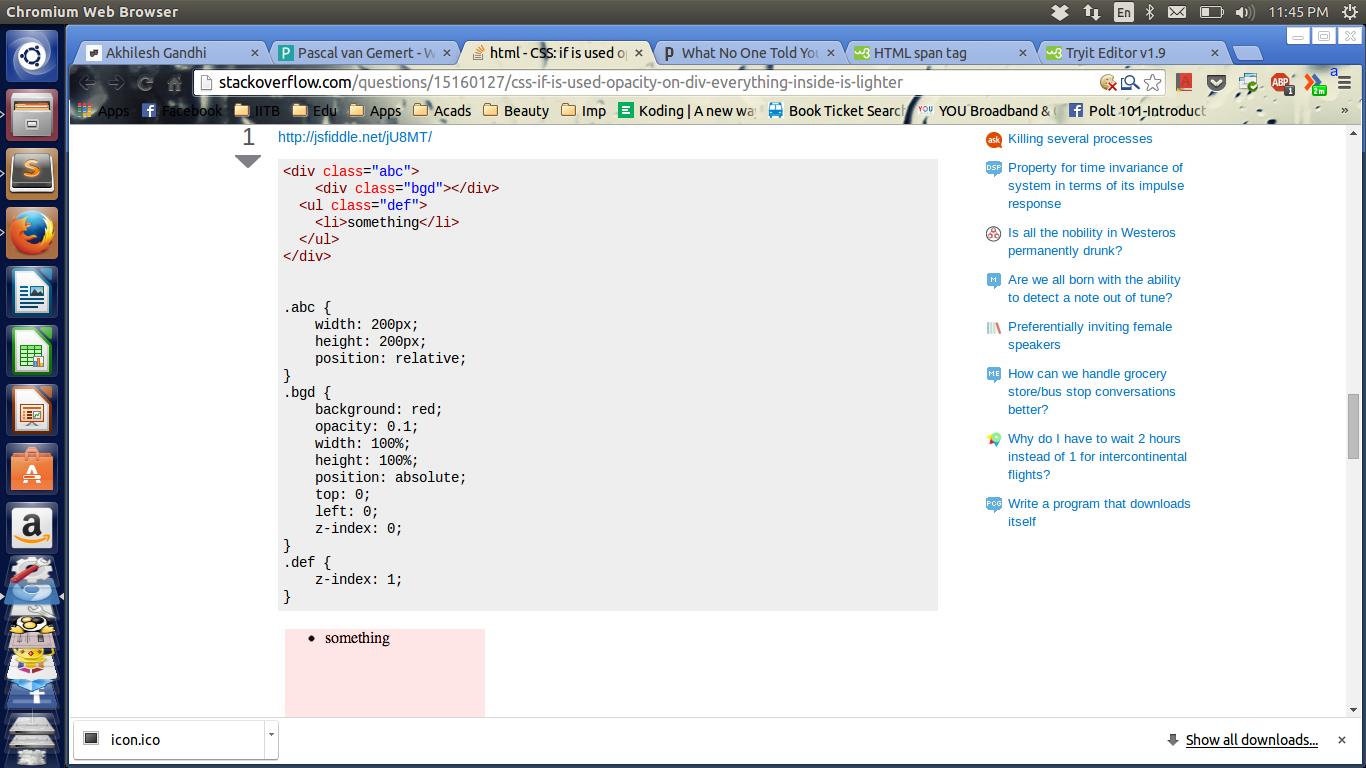 Chromium Web Browser
En
11:45 PM
Akhilesh Gandhi
Pascal van Gemert - W
html - CSS: if is used o
What No One Told You
HTML span tag
Tryit Editor v1.9
stackoverflow.com/questions/15160127/css-if-is-used-opacity-on-div-everything-inside-is-lighter
ABP
1
2m
a
Apps
Facebook
IITB
Edu
Apps
Acads
Beauty
Imp
Koding | A new wa
Book Ticket Search
YOU
YOU Broadband & 
Polt 101-Introduct
»
1
http://jsfiddle.net/jU8MT/
<div class="abc">
    <div class="bgd"></div>
  <ul class="def">
    <li>something</li>
  </ul>
</div>
.abc {
    width: 200px;
    height: 200px;
    position: relative;
}
.bgd {
    background: red;
    opacity: 0.1;
    width: 100%;
    height: 100%;
    position: absolute;
    top: 0;
    left: 0;
    z-index: 0;
}
.def {
    z-index: 1;
}
• something
ask
Killing several processes
DSP
Property for time invariance of
system in terms of its impulse
response
Is all the nobility in Westeros
permanently drunk?
M
Are we all born with the ability
to detect a note out of tune?
Preferentially inviting female
speakers
ME
How can we handle grocery
store/bus stop conversations
better?
Why do I have to wait 2 hours
instead of 1 for intercontinental
flights?
PCG
Write a program that downloads
itself
icon.ico
Show all downloads...